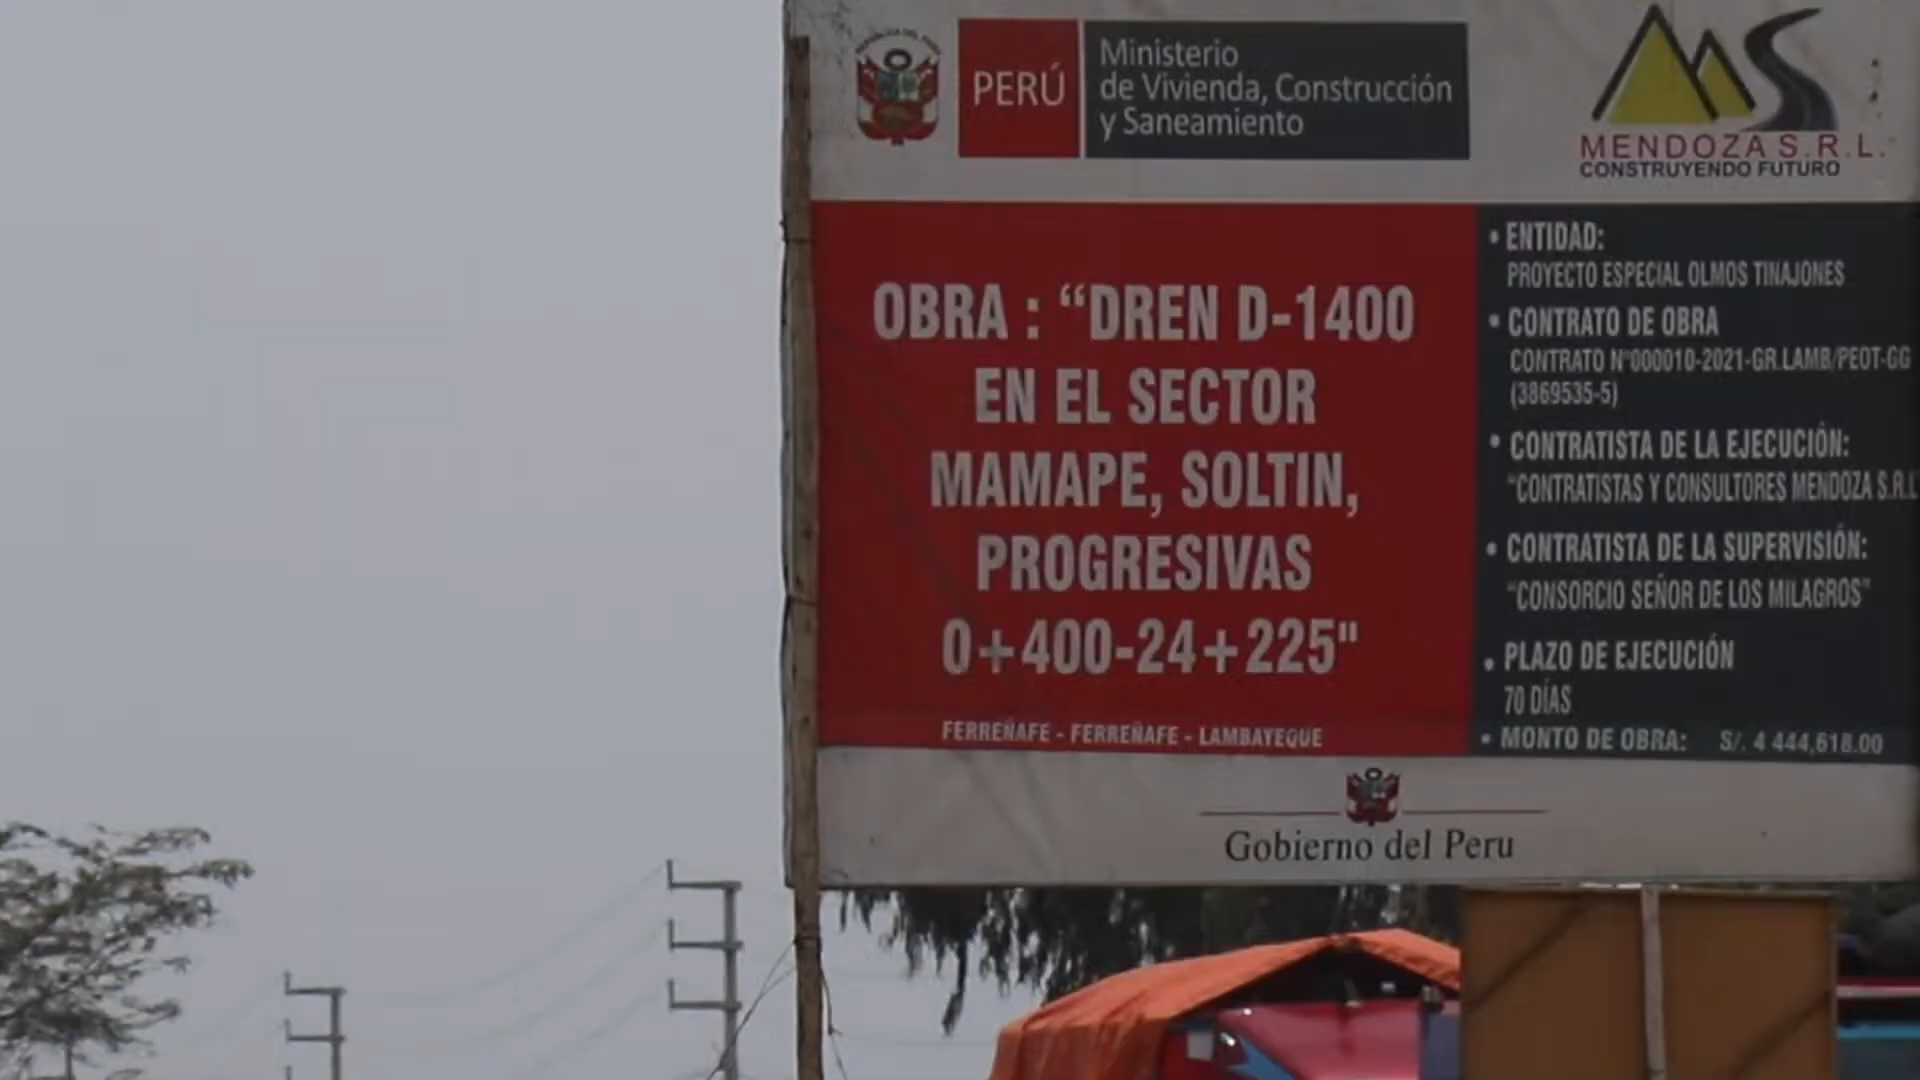 REPÚBLICA DEL PERÚ
PERÚ
Ministerio
de Vivienda, Construcción
y Saneamiento
MENDOZA S.R.L.
CONSTRUYENDO FUTURO
OBRA : “DREN D-1400
EN EL SECTOR
MAMAPE, SOLTIN,
PROGRESIVAS
0+400-24+225"
FERREÑAFE - FERREÑAFE - LAMBAYEQUE
• ENTIDAD:
PROYECTO ESPECIAL OLMOS TINAJONES
• CONTRATO DE OBRA
CONTRATO N°000010-2021-GR.LAMB/PEOT-GG
(3869535-5)
• CONTRATISTA DE LA EJECUCIÓN:
“CONTRATISTAS Y CONSULTORES MENDOZA S.R.L
• CONTRATISTA DE LA SUPERVISIÓN:
“CONSORCIO SEÑOR DE LOS MILAGROS”
• PLAZO DE EJECUCIÓN
70 DÍAS
• MONTO DE OBRA: S/. 4 444,618.00
Gobierno del Peru